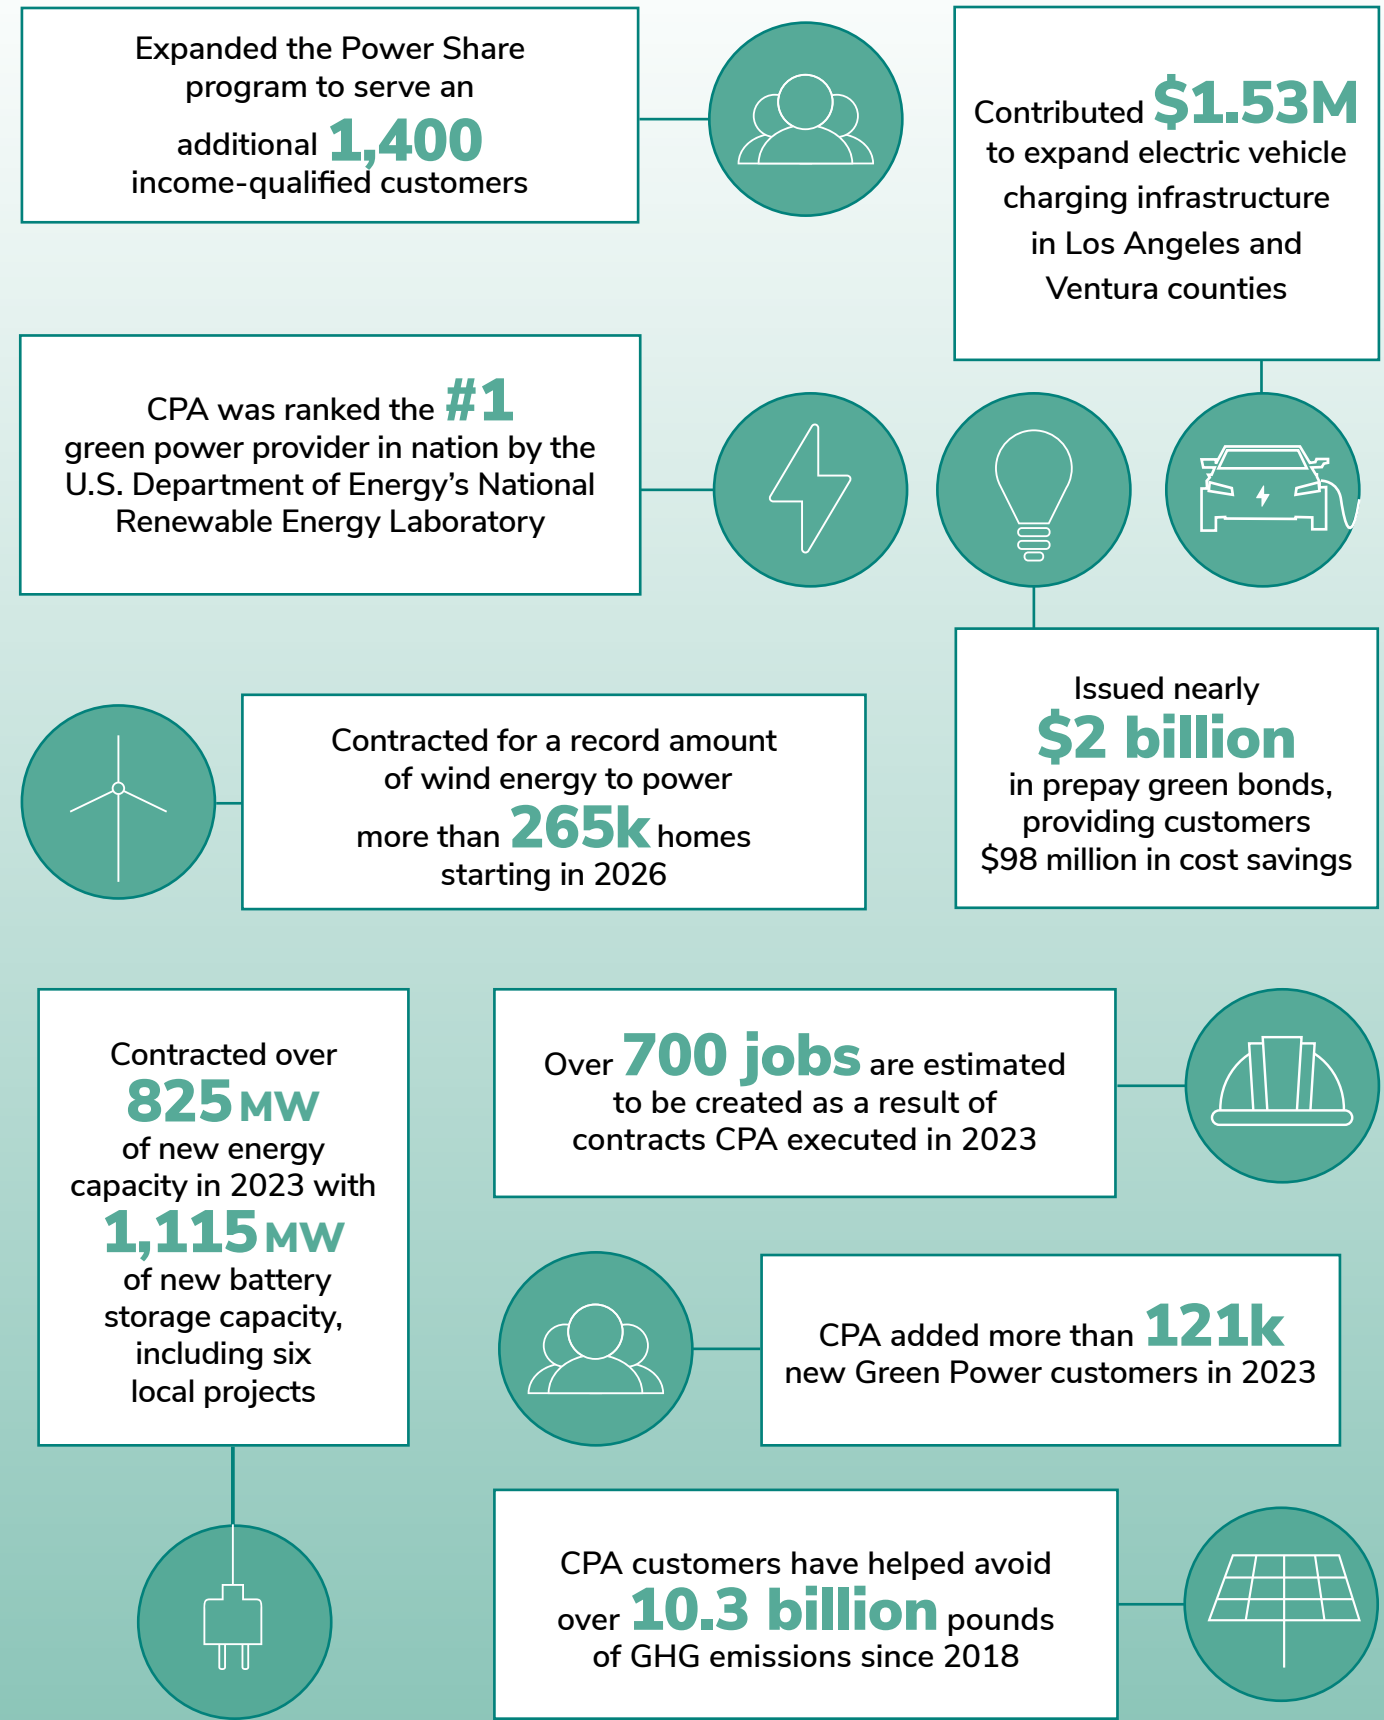 Expanded the Power Share
program to serve an
additional 1,400
income-qualified customers
Contributed $1.53M
to expand electric vehicle
charging infrastructure
in Los Angeles and
Ventura counties
CPA was ranked the #1
green power provider in nation by the
U.S. Department of Energy’s National
Renewable Energy Laboratory
Issued nearly
$2 billion
in prepay green bonds,
providing customers
$98 million in cost savings
Contracted for a record amount
of wind energy to power
more than 265k homes
starting in 2026
Contracted over
825 MW
of new energy
capacity in 2023 with
1,115 MW
of new battery
storage capacity,
including six
local projects
Over 700 jobs are estimated
to be created as a result of
contracts CPA executed in 2023
CPA added more than 121k
new Green Power customers in 2023
CPA customers have helped avoid
over 10.3 billion pounds
of GHG emissions since 2018